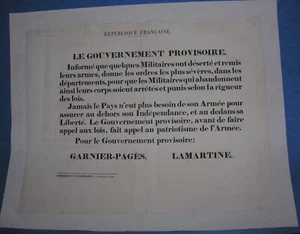 RÉPUBLIQUE FRANÇAISE.
LE GOUVERNEMENT PROVISOIRE,
Informé que quelques Militaires ont déserté et remis
leurs armes, donne les ordres les plus sévères, dans les
départements, pour que les Militaires qui abandonnent
ainsi leurs corps soient arrêtés et punis selon la rigueur
des lois.
Jamais le Pays n'eut plus besoin de son Armée pour
assurer au dehors son Indépendance, et au dedans sa
Liberté. Le Gouvernement provisoire, avant de faire
appel aux lois, fait appel au patriotisme de l'Armée.
Pour le Gouvernement provisoire:
GARNIER-PAGÈS. LAMARTINE.